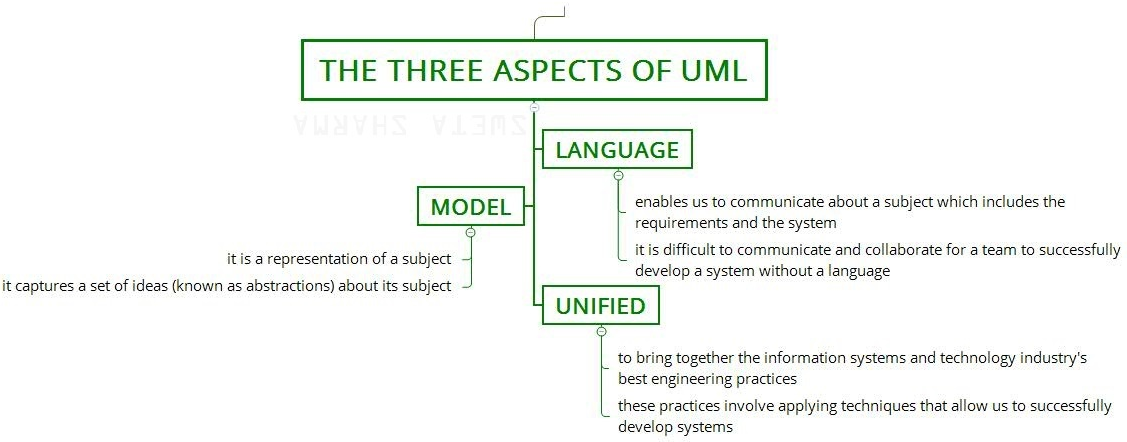 THE THREE ASPECTS OF UML
SWETA SHARMA
LANGUAGE
enables us to communicate about a subject which includes the
requirements and the system
it is difficult to communicate and collaborate for a team to successfully
develop a system without a language
MODEL
it is a representation of a subject
it captures a set of ideas (known as abstractions) about its subject
UNIFIED
to bring together the information systems and technology industry's
best engineering practices
these practices involve applying techniques that allow us to successfully
develop systems